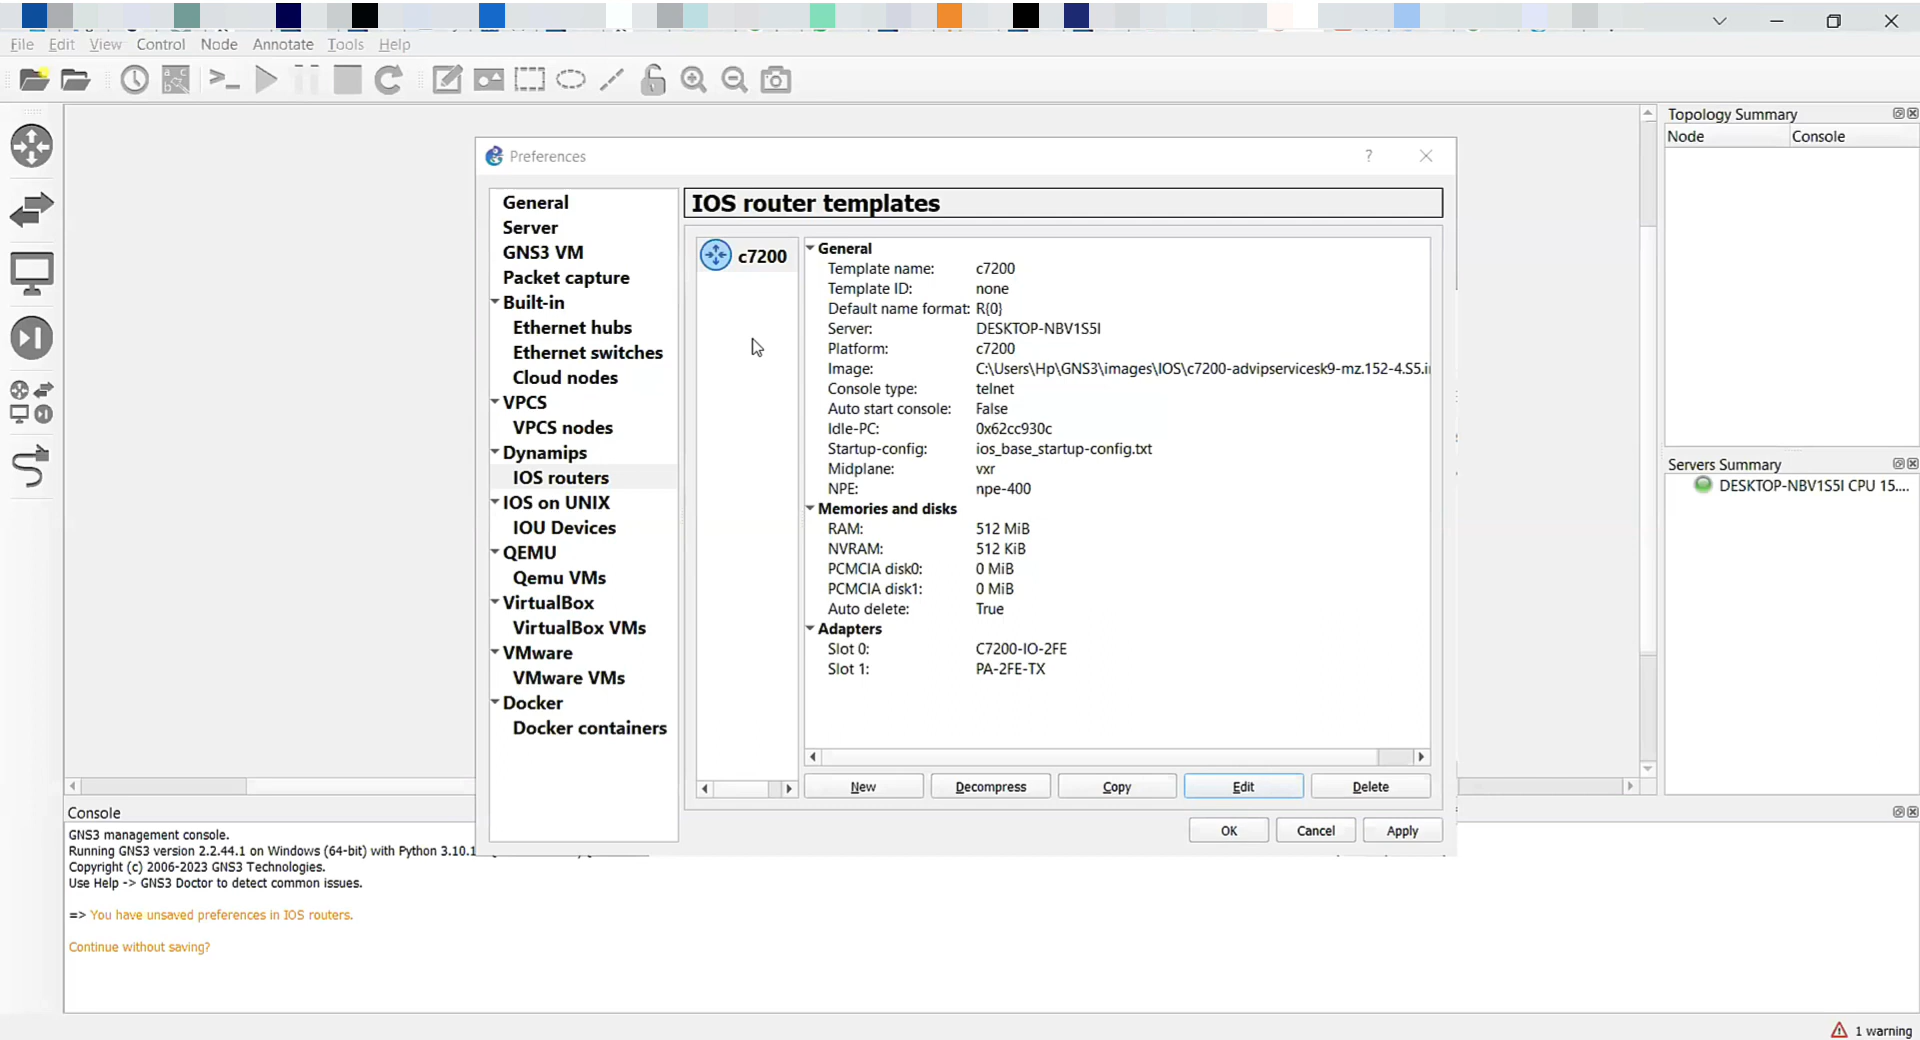 File Edit View Control Node Annotate Tools Help
Topology Summary
Node Console
Preferences
?
General
Server
GNS3 VM
Packet capture
Built-in
Ethernet hubs
Ethernet switches
Cloud nodes
VPCS
VPCS nodes
Dynamips
IOS routers
IOS on UNIX
IOU Devices
QEMU
Qemu VMs
VirtualBox
VirtualBox VMs
VMware
VMware VMs
Docker
Docker containers
IOS router templates
c7200
General
Template name: c7200
Template ID: none
Default name format: R{0}
Server: DESKTOP-NBV1S5I
Platform: c7200
Image: C:\Users\Hp\GNS3\images\IOS\c7200-advipservicesk9-mz.152-4.S5.i
Console type: telnet
Auto start console: False
Idle-PC: 0x62cc930c
Startup-config: ios_base_startup-config.txt
Midplane: vxr
NPE: npe-400
Memories and disks
RAM: 512 MiB
NVRAM: 512 KiB
PCMCIA disk0: 0 MiB
PCMCIA disk1: 0 MiB
Auto delete: True
Adapters
Slot 0: C7200-IO-2FE
Slot 1: PA-2FE-TX
New Decompress Copy Edit Delete
OK Cancel Apply
Servers Summary
DESKTOP-NBV1S5I CPU 15....
Console
GNS3 management console.
Running GNS3 version 2.2.44.1 on Windows (64-bit) with Python 3.10.1
Copyright (c) 2006-2023 GNS3 Technologies.
Use Help -> GNS3 Doctor to detect common issues.
=> You have unsaved preferences in IOS routers.
Continue without saving?
1 warning